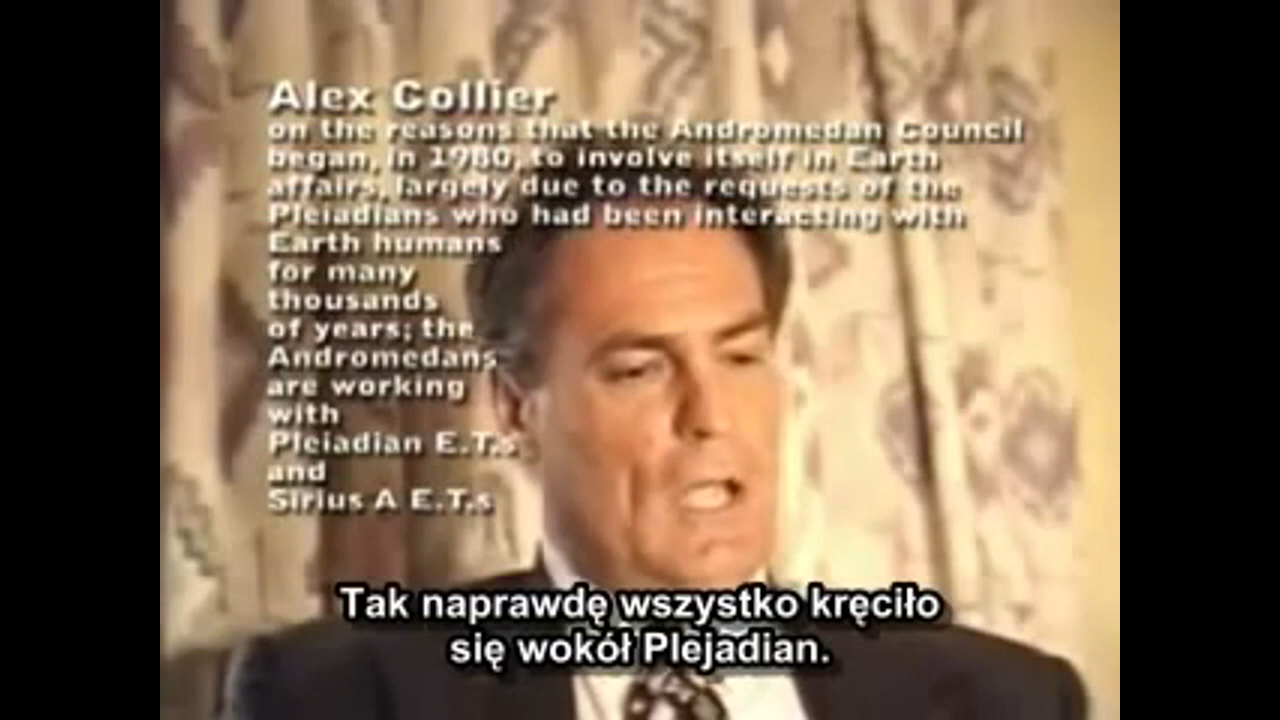 Alex Collier
on the reasons that the Andromedan Council
began, in 1980, to involve itself in Earth
affairs, largely due to the requests of the
Pleiadians who had been interacting with
Earth humans
for many
thousands
of years; the
Andromedans
are working
with
Pleiadian E.T.s
and
Sirius A E.T.s
Tak naprawdę wszystko kręciło
się wokół Plejadian.